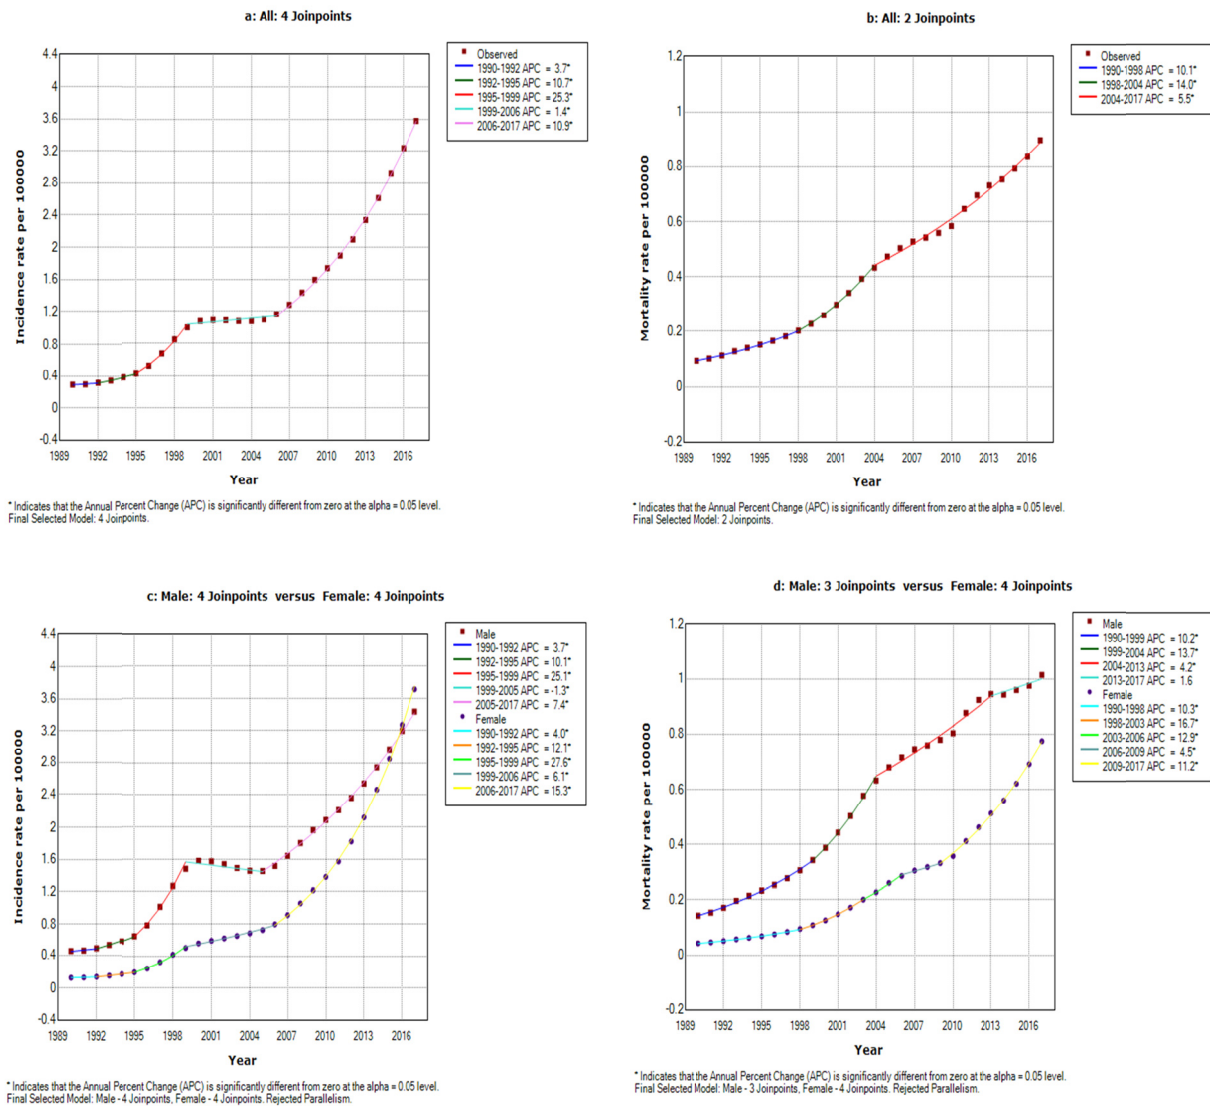 a: All: 4 Joinpoints
Incidence rate per 100000
4.4
4
3.6
3.2
2.8
2.4
2
1.6
1.2
0.8
0.4
0
-0.4
1989 1992 1995 1998 2001 2004 2007 2010 2013 2016
Year
Observed
1990-1992 APC = 3.7*
1992-1995 APC = 10.7*
1995-1999 APC = 25.3*
1999-2006 APC = 1.4*
2006-2017 APC = 10.9*
* Indicates that the Annual Percent Change (APC) is significantly different from zero at the alpha = 0.05 level.
Final Selected Model: 4 Joinpoints.
b: All: 2 Joinpoints
Mortality rate per 100000
1.2
1
0.8
0.6
0.4
0.2
0
-0.2
1989 1992 1995 1998 2001 2004 2007 2010 2013 2016
Year
Observed
1990-1998 APC = 10.1*
1998-2004 APC = 14.0*
2004-2017 APC = 5.5*
* Indicates that the Annual Percent Change (APC) is significantly different from zero at the alpha = 0.05 level.
Final Selected Model: 2 Joinpoints.
c: Male: 4 Joinpoints versus Female: 4 Joinpoints
Incidence rate per 100000
4.4
4
3.6
3.2
2.8
2.4
2
1.6
1.2
0.8
0.4
0
-0.4
1989 1992 1995 1998 2001 2004 2007 2010 2013 2016
Year
Male
1990-1992 APC = 3.7*
1992-1995 APC = 10.1*
1995-1999 APC = 25.1*
1999-2005 APC = -1.3*
2005-2017 APC = 7.4*
Female
1990-1992 APC = 4.0*
1992-1995 APC = 12.1*
1995-1999 APC = 27.6*
1999-2006 APC = 6.1*
2006-2017 APC = 15.3*
* Indicates that the Annual Percent Change (APC) is significantly different from zero at the alpha = 0.05 level.
Final Selected Model: Male - 4 Joinpoints, Female - 4 Joinpoints. Rejected Parallelism.
d: Male: 3 Joinpoints versus Female: 4 Joinpoints
Mortality rate per 100000
1.2
1
0.8
0.6
0.4
0.2
0
-0.2
1989 1992 1995 1998 2001 2004 2007 2010 2013 2016
Year
Male
1990-1999 APC = 10.2*
1999-2004 APC = 13.7*
2004-2013 APC = 4.2*
2013-2017 APC = 1.6
Female
1990-1998 APC = 10.3*
1998-2003 APC = 16.7*
2003-2006 APC = 12.9*
2006-2009 APC = 4.5*
2009-2017 APC = 11.2*
* Indicates that the Annual Percent Change (APC) is significantly different from zero at the alpha = 0.05 level.
Final Selected Model: Male - 3 Joinpoints, Female - 4 Joinpoints. Rejected Parallelism.